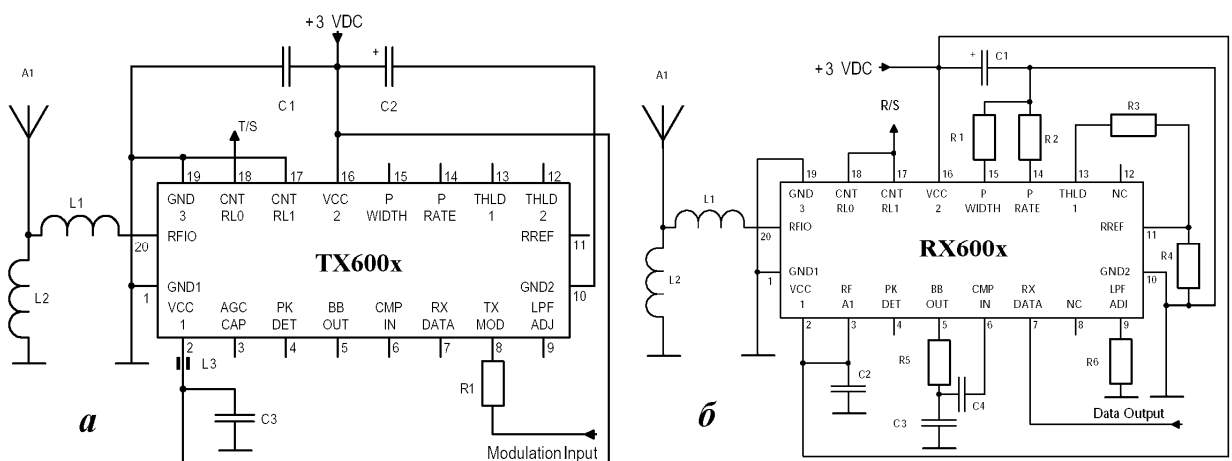 +3 VDC
A1
C1
+
C2
T/S
19 18 17 16 15 14 13 12
GND 3
CNT RL0
CNT RL1
VCC 2
P WIDTH
P RATE
THLD 1
THLD 2
L1
20
RFIO
RREF
11
TX600x
L2
1
GND1
GND2
10
VCC 1
AGC CAP
PK DET
BB OUT
CMP IN
RX DATA
TX MOD
LPF ADJ
2 3 4 5 6 7 8 9
L3
R1
C3
а
Modulation Input
+3 VDC
+
C1
A1
R/S
R1
R2
R3
19 18 17 16 15 14 13 12
GND 3
CNT RL0
CNT RL1
VCC 2
P WIDTH
P RATE
THLD 1
NC
L1
20
RFIO
RREF
11
RX600x
R4
L2
1
GND1
GND2
10
VCC 1
RF A1
PK DET
BB OUT
CMP IN
RX DATA
NC
LPF ADI
2 3 4 5 6 7 8 9
R5
R6
C2
C4
C3
б
Data Output